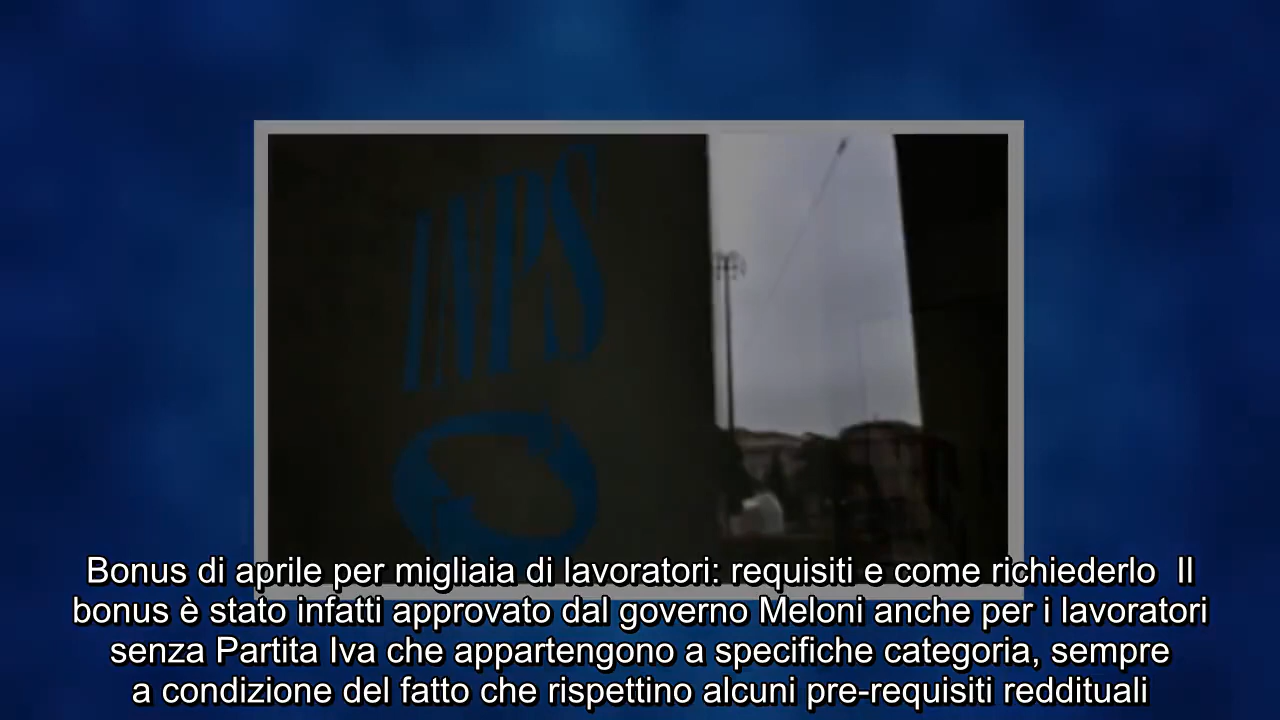 INPS
Bonus di aprile per migliaia di lavoratori: requisiti e come richiederlo  Il
bonus è stato infatti approvato dal governo Meloni anche per i lavoratori
senza Partita Iva che appartengono a specifiche categoria, sempre
a condizione del fatto che rispettino alcuni pre-requisiti reddituali